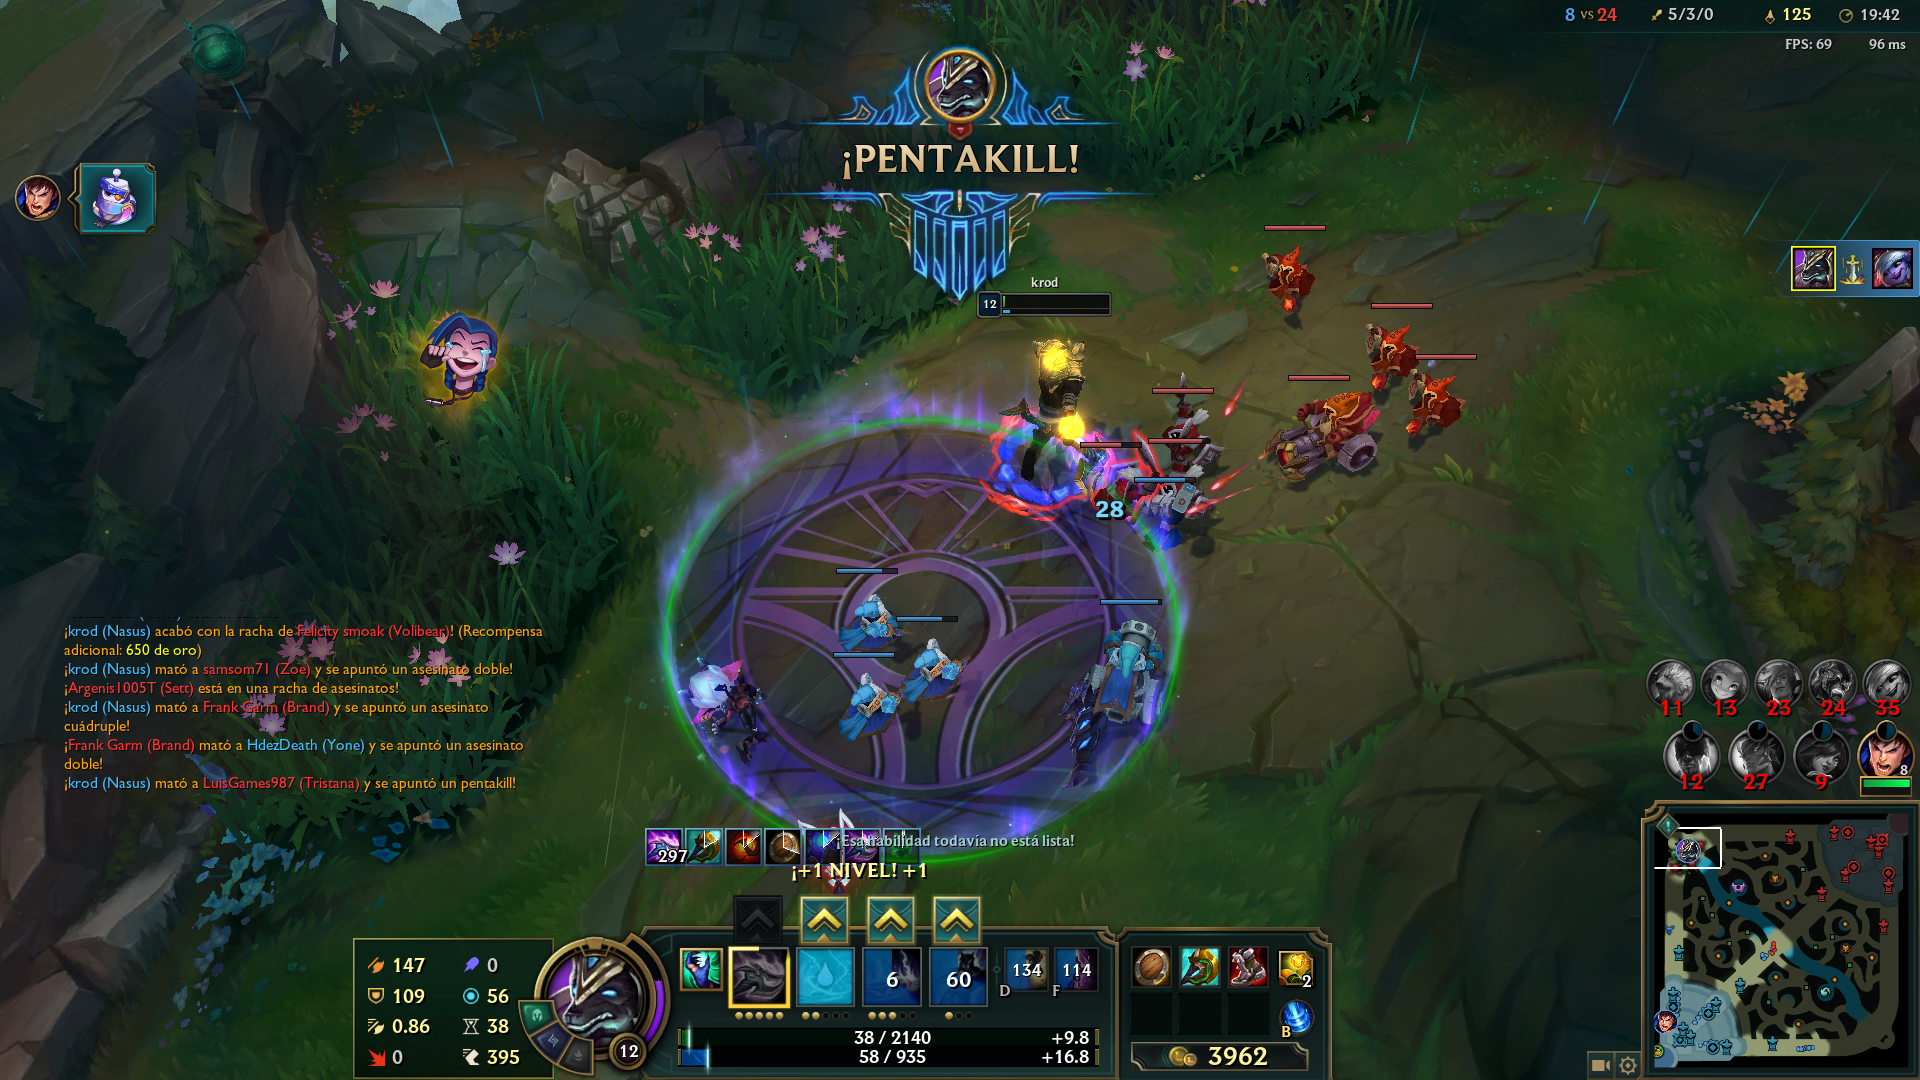 8 vs 24
5/3/0
125
19:42
FPS: 69
96 ms
¡PENTAKILL!
krod
12
28
¡krod (Nasus) acabó con la racha de Felicity smoak (Volibear)! (Recompensa
adicional: 650 de oro)
¡krod (Nasus) mató a samsom71 (Zoe) y se apuntó un asesinato doble!
¡Argenis1005T (Sett) está en una racha de asesinatos!
¡krod (Nasus) mató a Frank Garm (Brand) y se apuntó un asesinato
cuádruple!
¡Frank Garm (Brand) mató a HdezDeath (Yone) y se apuntó un asesinato
doble!
¡krod (Nasus) mató a LuisGames987 (Tristana) y se apuntó un pentakill!
11 13 23 24 35
12 27 9 8
297
¡Esa habilidad todavía no está lista!
¡+1 NIVEL! +1
147 0
109 56
0.86 38
0 395
12
6
60
134
D
114
F
2
B
38 / 2140 +9.8
58 / 935 +16.8
3962